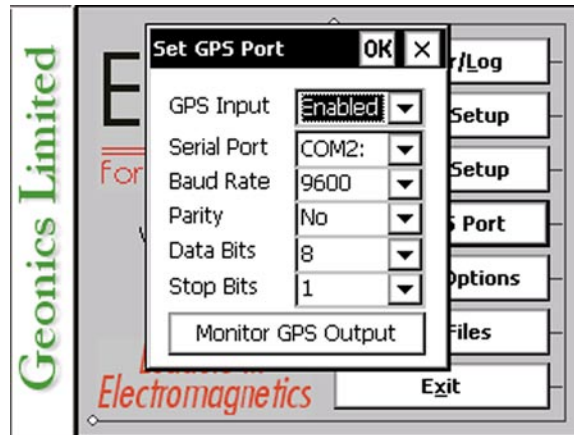 Geonics Limited
Set GPS Port OK
GPS Input Enabled
Serial Port COM2:
Baud Rate 9600
Parity No
Data Bits 8
Stop Bits 1
Monitor GPS Output
r/Log
Setup
Setup
Port
Options
Files
Exit
E
For
Electromagnetics